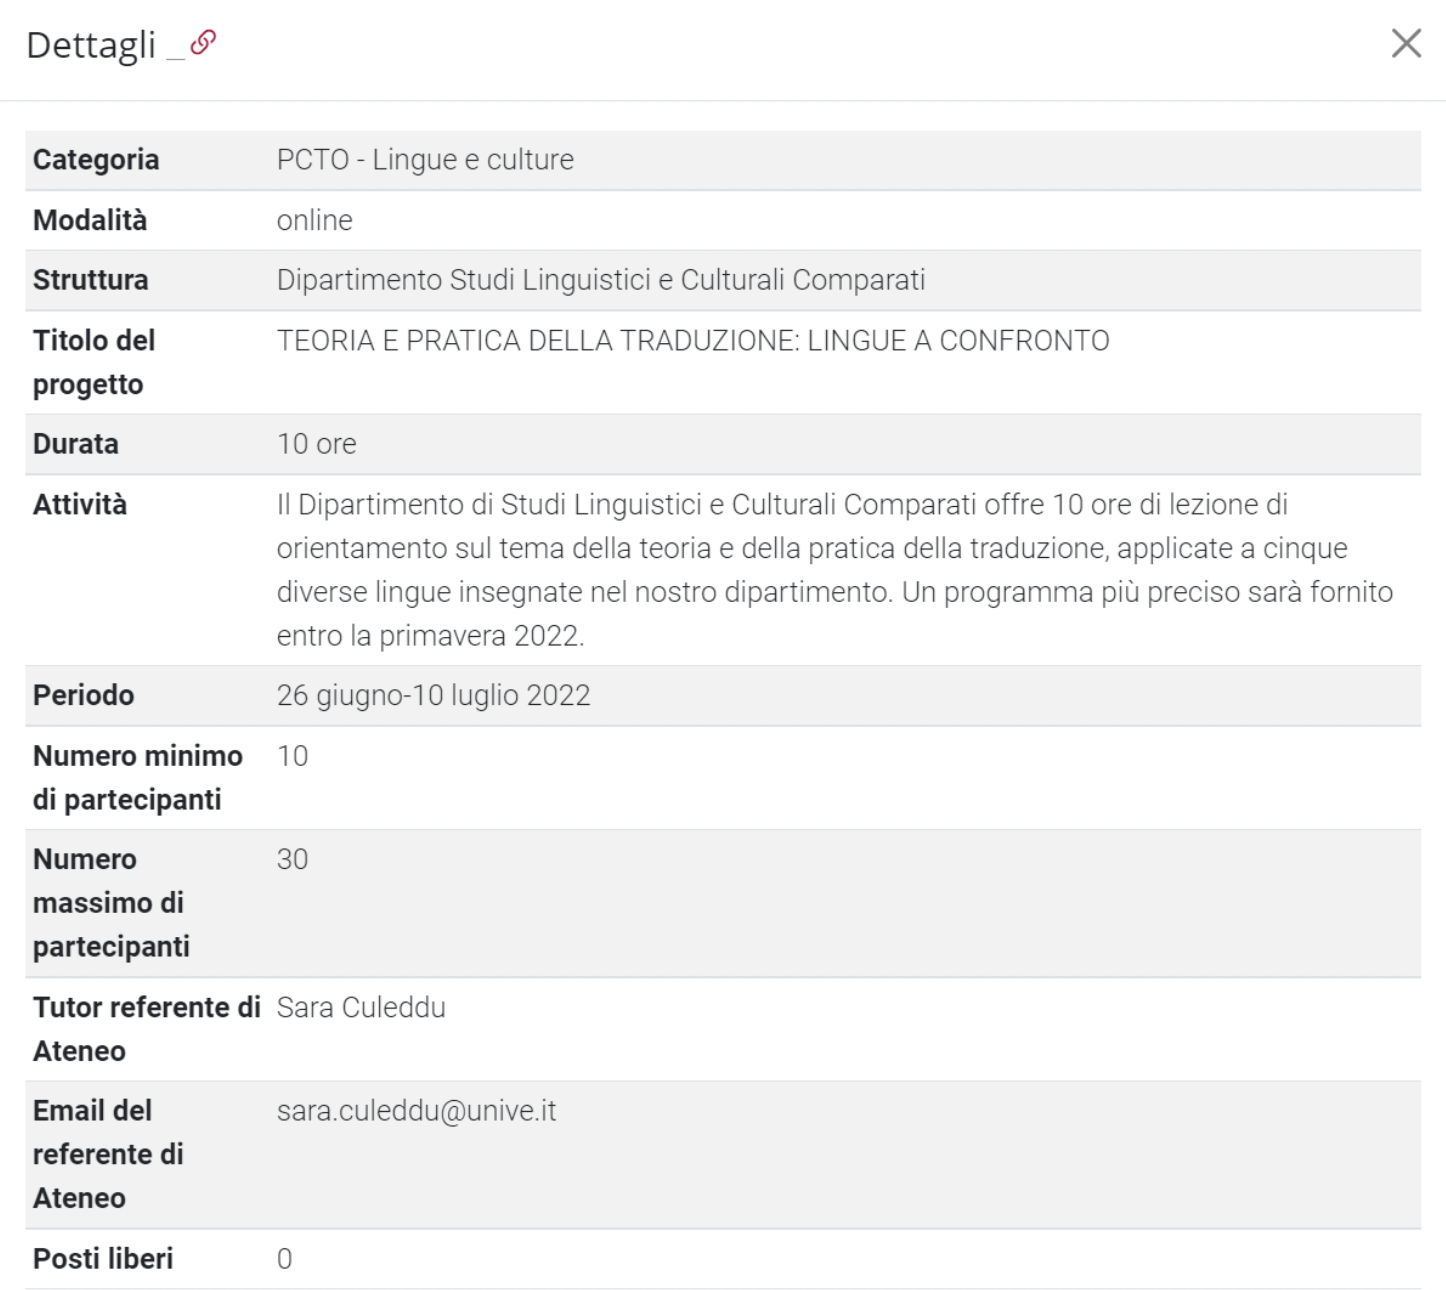 Dettagli _
Categoria PCTO - Lingue e culture
Modalità online
Struttura Dipartimento Studi Linguistici e Culturali Comparati
Titolo del TEORIA E PRATICA DELLA TRADUZIONE: LINGUE A CONFRONTO
progetto
Durata 10 ore
Attività Il Dipartimento di Studi Linguistici e Culturali Comparati offre 10 ore di lezione di
orientamento sul tema della teoria e della pratica della traduzione, applicate a cinque
diverse lingue insegnate nel nostro dipartimento. Un programma più preciso sarà fornito
entro la primavera 2022.
Periodo 26 giugno-10 luglio 2022
Numero minimo 10
di partecipanti
Numero 30
massimo di
partecipanti
Tutor referente di Sara Culeddu
Ateneo
Email del sara.culeddu@unive.it
referente di
Ateneo
Posti liberi 0